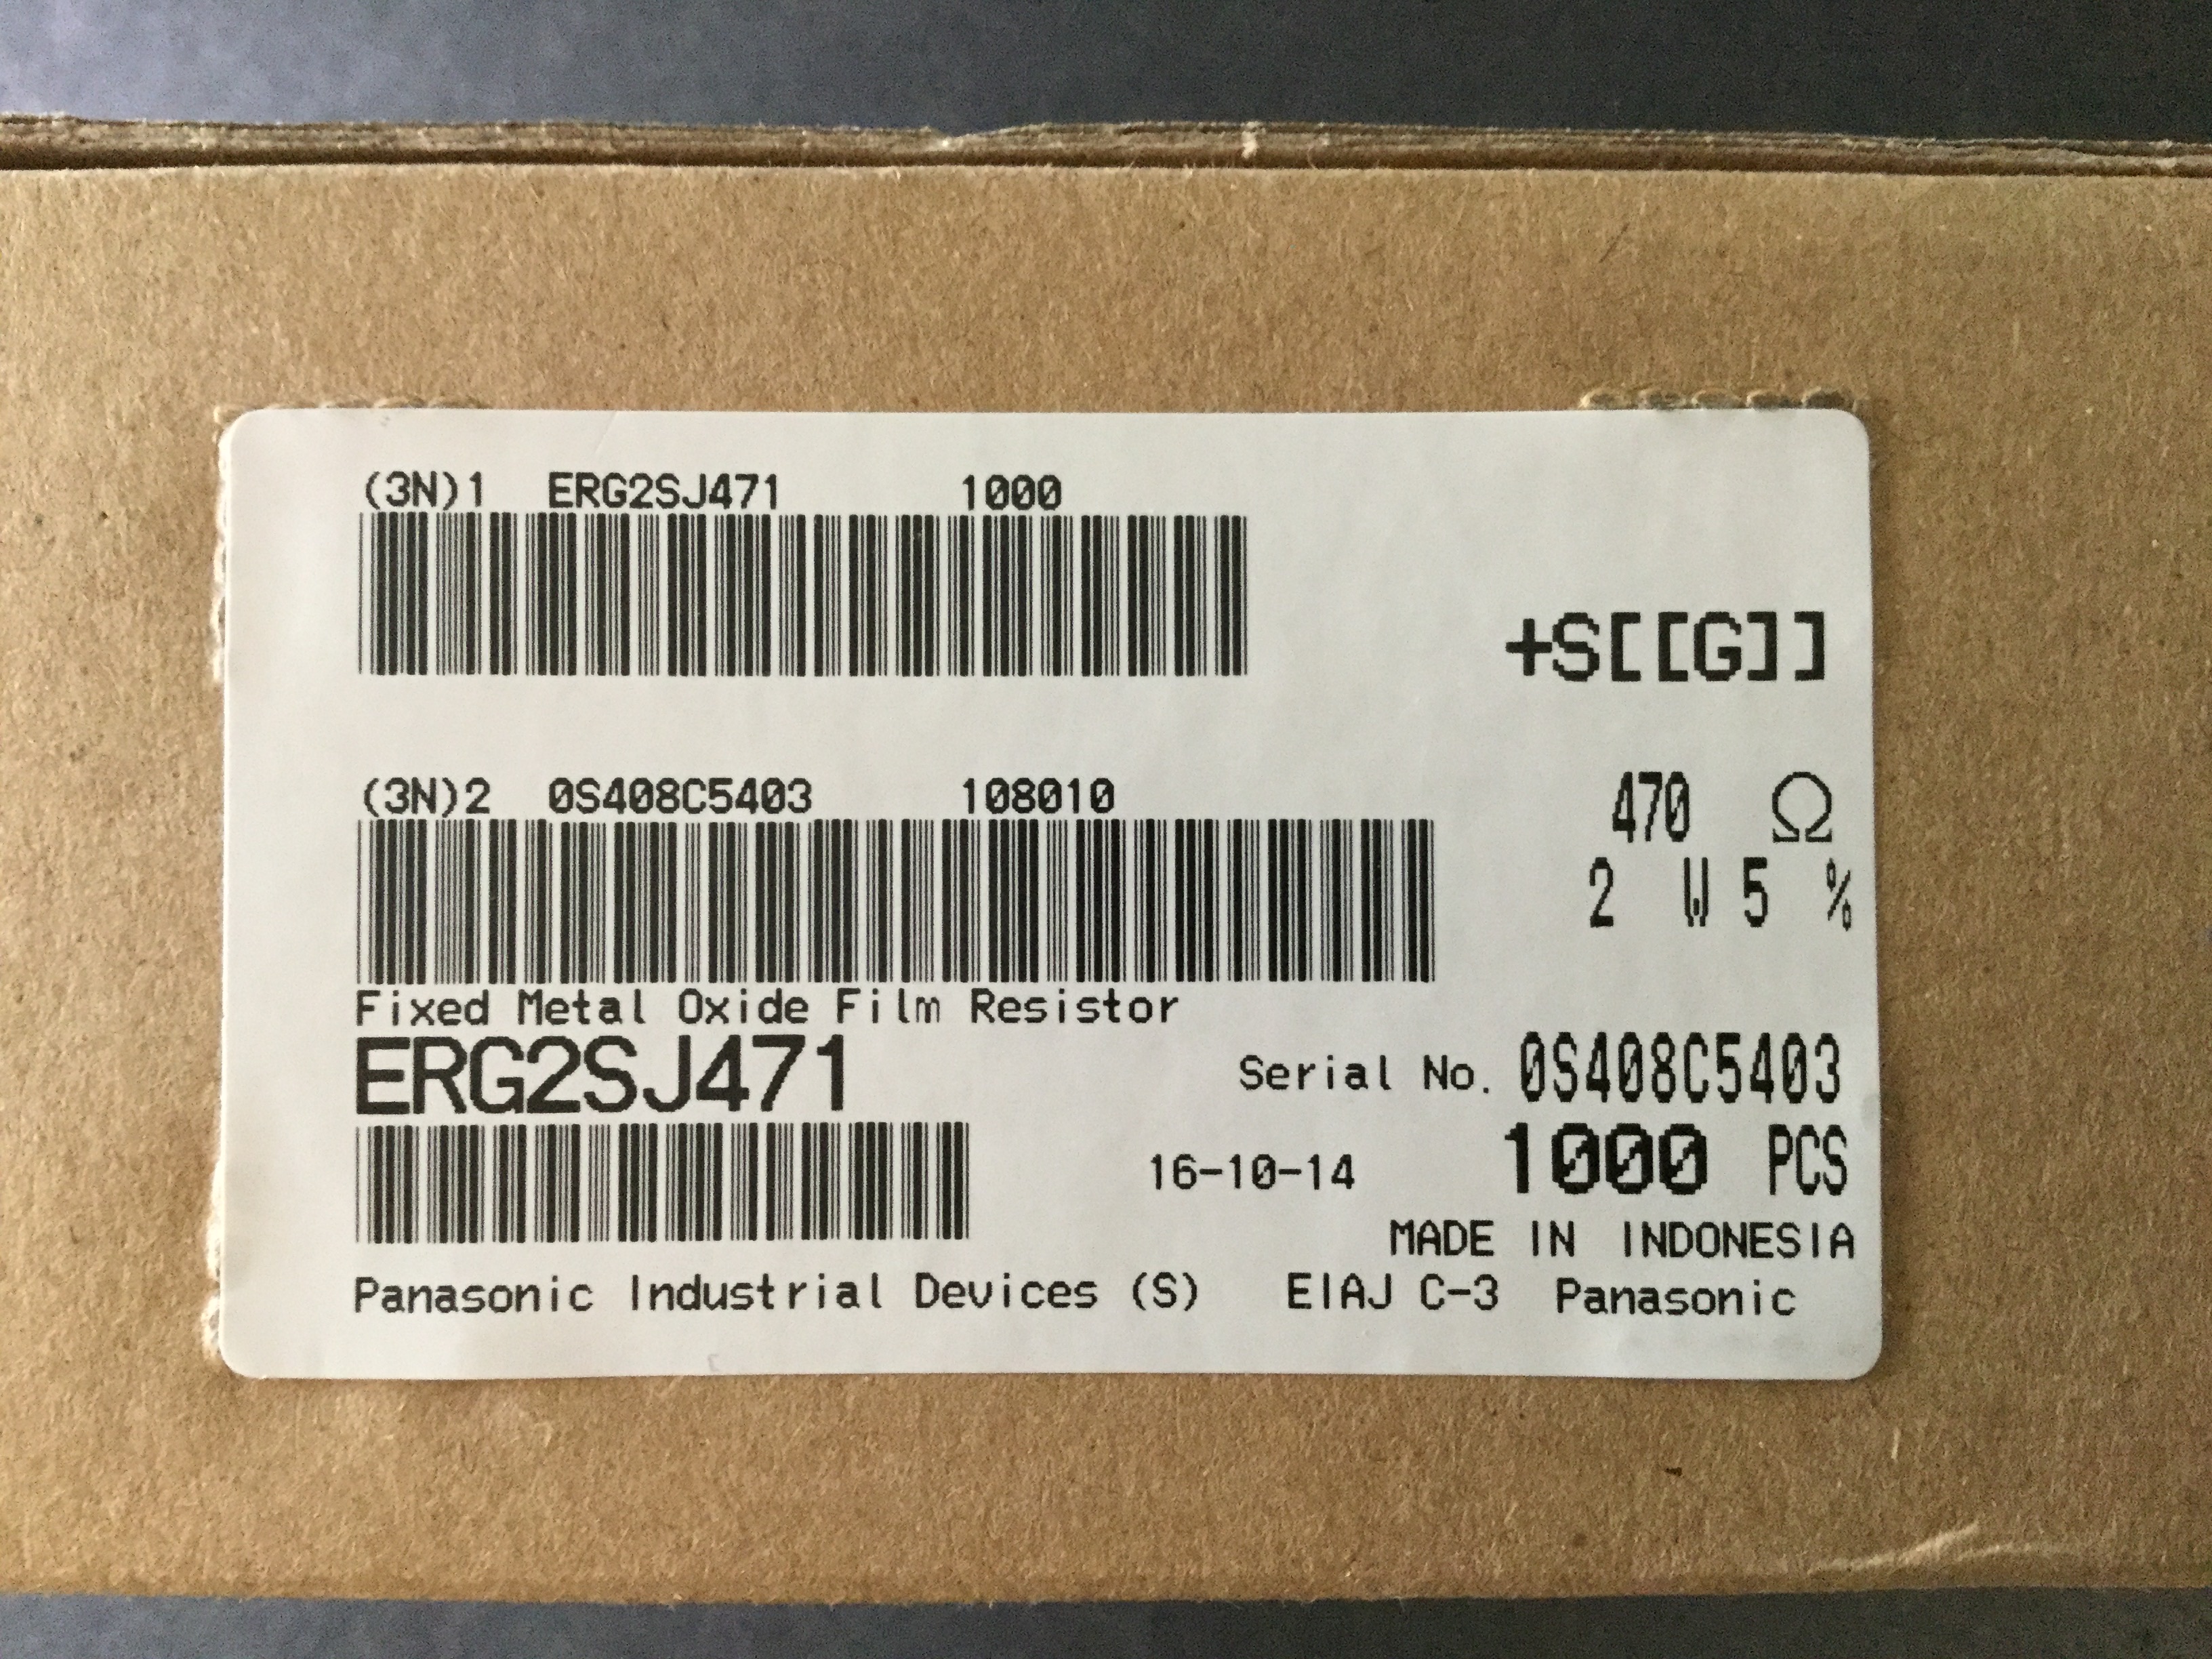 (3N)1 ERG2SJ471 1000
+S[[G]]
(3N)2 0S408C5403 108010
470 Ω
2 W 5 %
Fixed Metal Oxide Film Resistor
ERG2SJ471
Serial No. 0S408C5403
16-10-14 1000 PCS
MADE IN INDONESIA
Panasonic Industrial Devices (S) EIAJ C-3 Panasonic